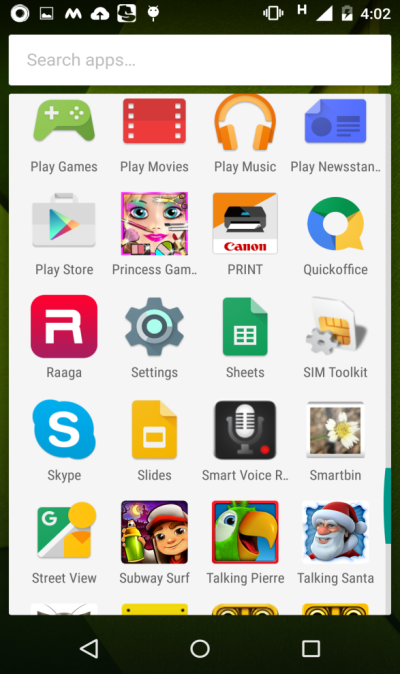 H 4:02
Search apps...
Play Games Play Movies Play Music Play Newsstan..
Canon
Play Store Princess Gam.. PRINT Quickoffice
R
Raaga Settings Sheets SIM Toolkit
S
Skype Slides Smart Voice R.. Smartbin
G
Street View Subway Surf Talking Pierre Talking Santa